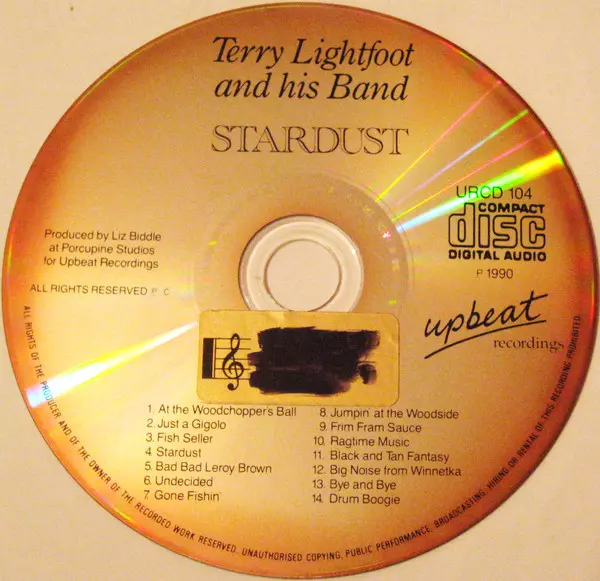 Terry Lightfoot
and his Band
STARDUST
Produced by Liz Biddle
at Porcupine Studios
for Upbeat Recordings
ALL RIGHTS RESERVED P C
URCD 104
COMPACT
disc
DIGITAL AUDIO
P 1990
upbeat
recordings
1. At the Woodchopper's Ball
2. Just a Gigolo
3. Fish Seller
4. Stardust
5. Bad Bad Leroy Brown
6. Undecided
7. Gone Fishin'
8. Jumpin' at the Woodside
9. Frim Fram Sauce
10. Ragtime Music
11. Black and Tan Fantasy
12. Big Noise from Winnetka
13. Bye and Bye
14. Drum Boogie
ALL RIGHTS OF THE PRODUCER AND OF THE OWNER OF THE RECORDED WORK RESERVED. UNAUTHORISED COPYING, PUBLIC PERFORMANCE, BROADCASTING, HIRING OR RENTAL OF THIS RECORDING PROHIBITED.